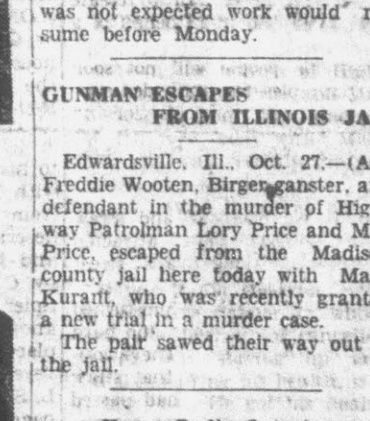 was not expected work would
sume before Monday.
GUNMAN ESCAPES
FROM ILLINOIS JA
Edwardsville, Ill., Oct. 27.—(A
Freddie Wooten, Birger ganster, a
defendant in the murder of Hig
way Patrolman Lory Price and M
Price, escaped from the Madis
county jail here today with Ma
Kurant, who was recently grant
a new trial in a murder case.
The pair sawed their way out
the jail.